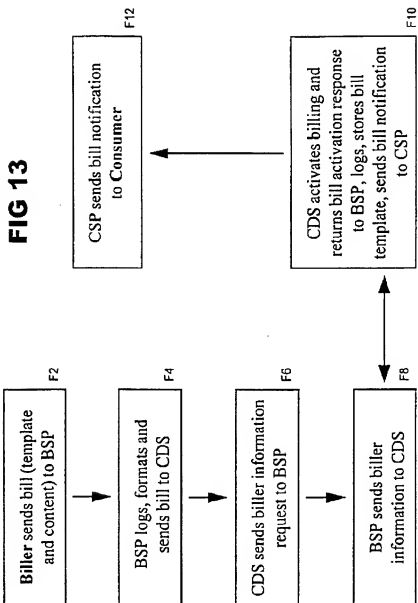 FIG 13
Biller sends bill (template
and content) to BSP
F2
BSP logs, formats and
sends bill to CDS
F4
CDS sends biller information
request to BSP
F6
BSP sends biller
information to CDS
F8
CDS activates billing and
returns bill activation response
to BSP, logs, stores bill
template, sends bill notification
to CSP
F10
CSP sends bill notification
to Consumer
F12